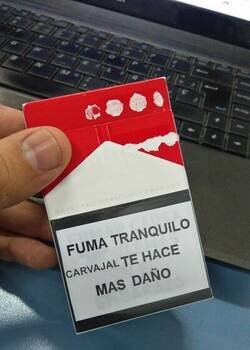 FUMA TRANQUILO
CARVAJAL TE HACE
MAS DAÑO